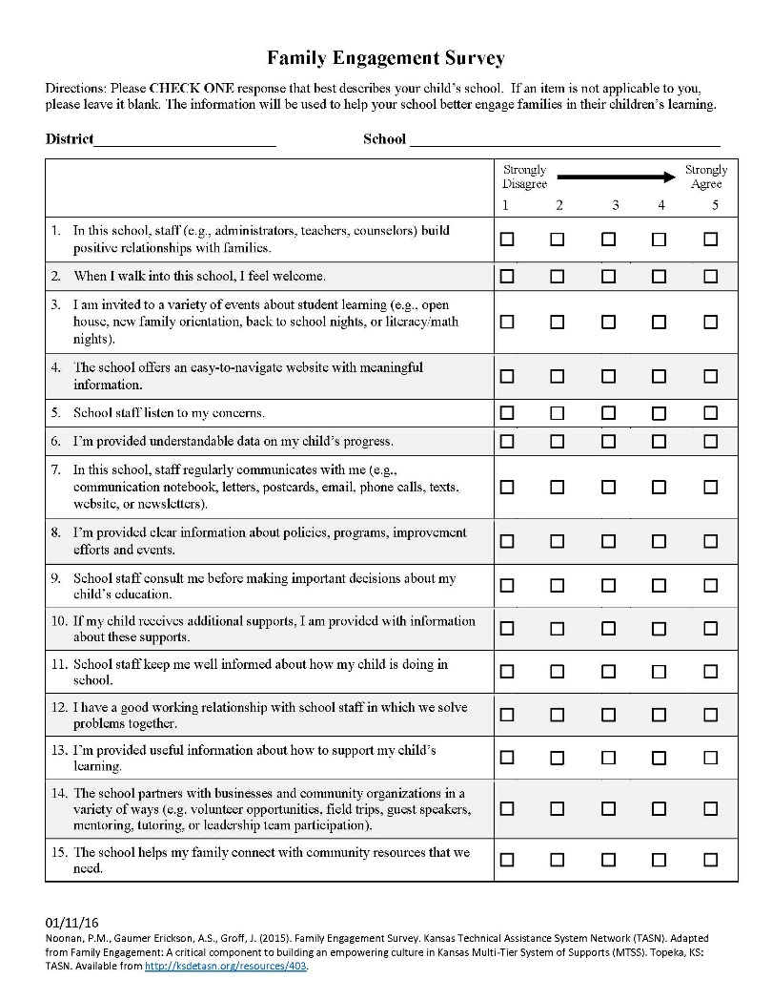 Family Engagement Survey
Directions: Please CHECK ONE response that best describes your child's school. If an item is not applicable to you,
please leave it blank. The information will be used to help your school better engage families in their children's learning.
District______________________ School ____________________________________________
Strongly Strongly
Disagree Agree
1 2 3 4 5
1. In this school, staff (e.g., administrators, teachers, counselors) build
positive relationships with families.
2. When I walk into this school, I feel welcome.
3. I am invited to a variety of events about student learning (e.g., open
house, new family orientation, back to school nights, or literacy/math
nights).
4. The school offers an easy-to-navigate website with meaningful
information.
5. School staff listen to my concerns.
6. I'm provided understandable data on my child's progress.
7. In this school, staff regularly communicates with me (e.g.,
communication notebook, letters, postcards, email, phone calls, texts,
website, or newsletters).
8. I'm provided clear information about policies, programs, improvement
efforts and events.
9. School staff consult me before making important decisions about my
child's education.
10. If my child receives additional supports, I am provided with information
about these supports.
11. School staff keep me well informed about how my child is doing in
school.
12. I have a good working relationship with school staff in which we solve
problems together.
13. I'm provided useful information about how to support my child's
learning.
14. The school partners with businesses and community organizations in a
variety of ways (e.g. volunteer opportunities, field trips, guest speakers,
mentoring, tutoring, or leadership team participation).
15. The school helps my family connect with community resources that we
need.
01/11/16
Noonan, P.M., Gaumer Erickson, A.S., Groff, J. (2015). Family Engagement Survey. Kansas Technical Assistance System Network (TASN). Adapted
from Family Engagement: A critical component to building an empowering culture in Kansas Multi-Tier System of Supports (MTSS). Topeka, KS:
TASN. Available from http://ksdetasn.org/resources/403.